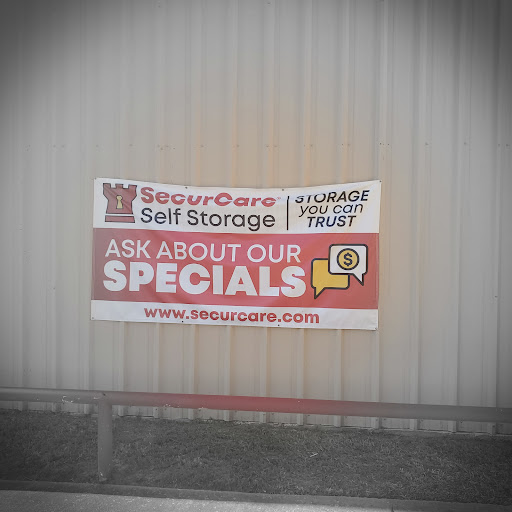 SecurCare
Self Storage
STORAGE
you can
TRUST
ASK ABOUT OUR
SPECIALS
$
www.securcare.com